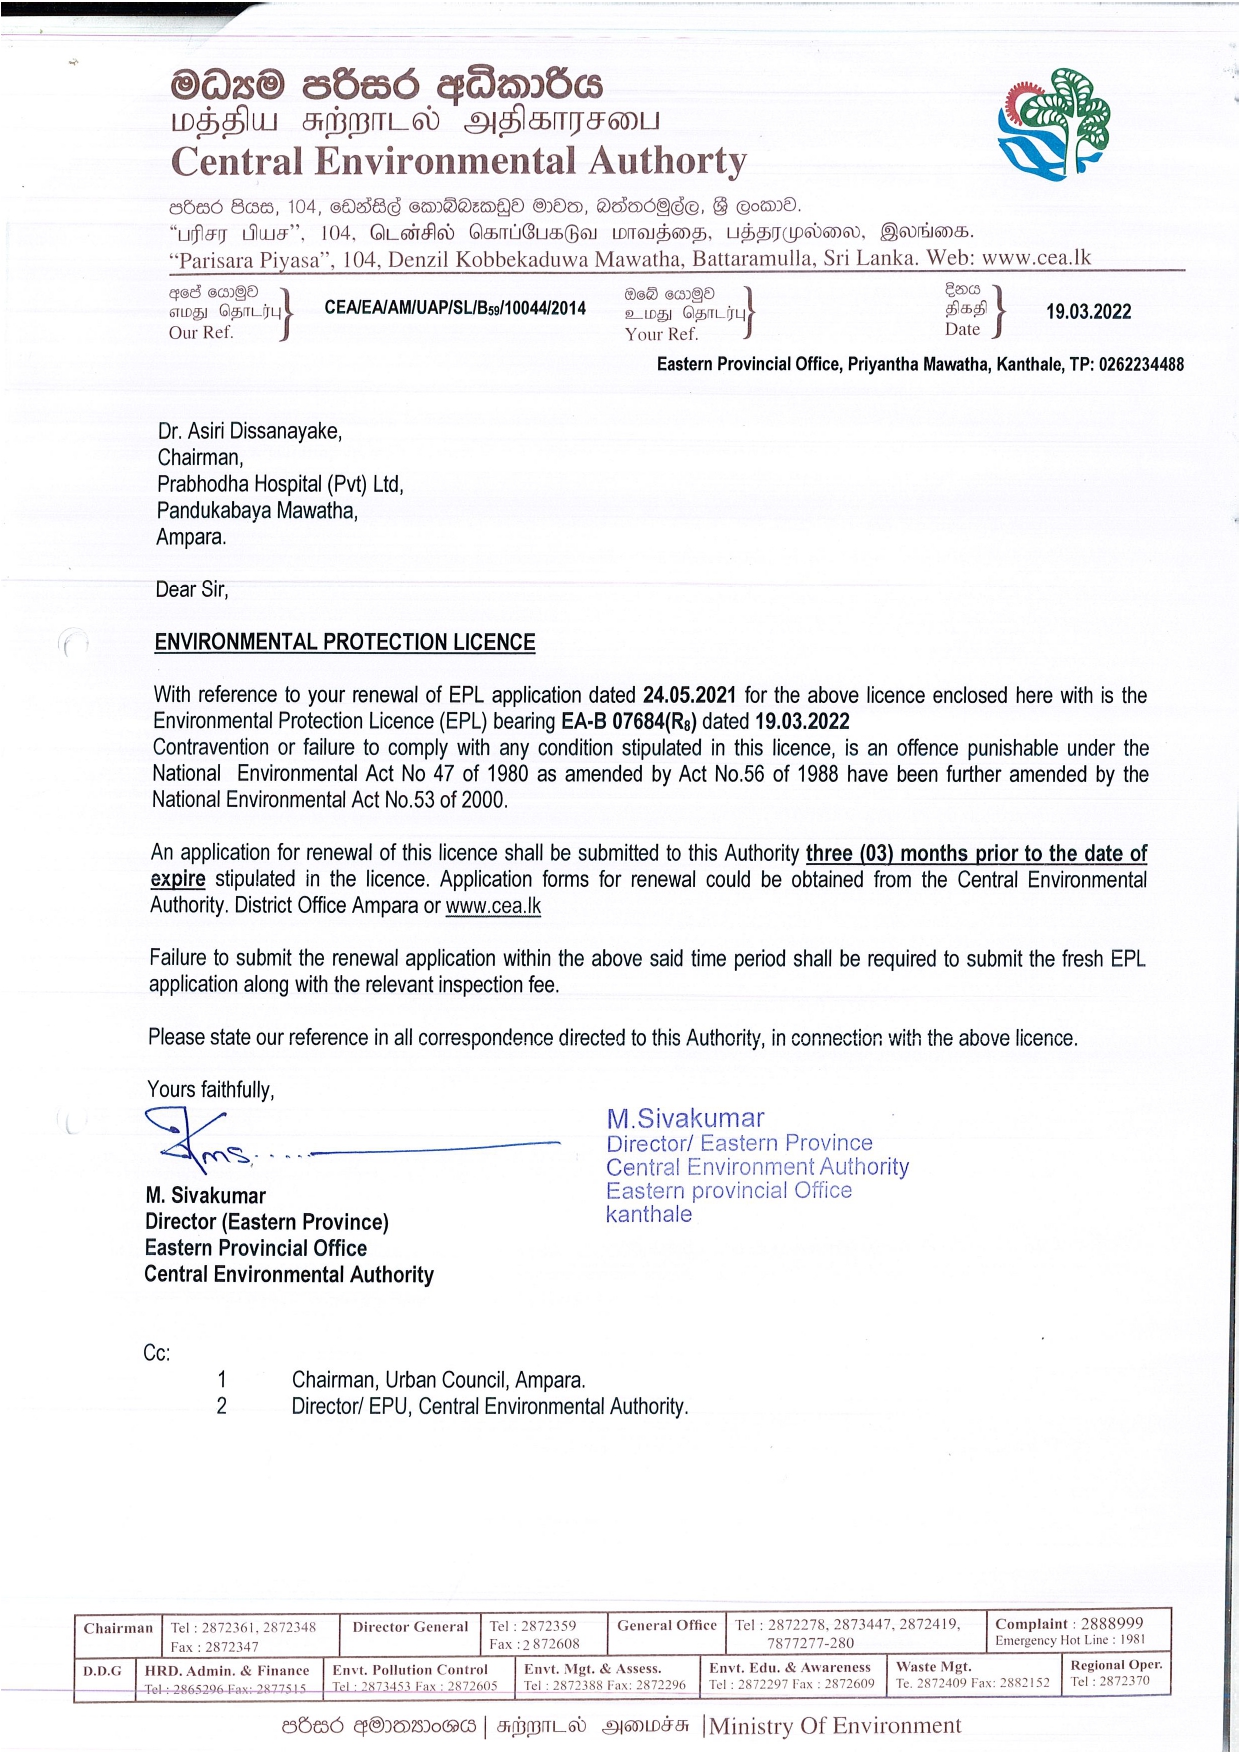 මධ්‍යම පරිසර අධිකාරිය
மத்திய சுற்றாடல் அதிகாரசபை
Central Environmental Authorty
පරිසර පියස, 104, ඩෙන්සිල් කොබ්බෑකඩුව මාවත, බත්තරමුල්ල, ශ්‍රී ලංකාව.
“பரிசர பியச”, 104, டென்சில் கொப்பேகடுவ மாவத்தை, பத்தரமுல்லை, இலங்கை.
“Parisara Piyasa”, 104, Denzil Kobbekaduwa Mawatha, Battaramulla, Sri Lanka. Web: www.cea.lk
අපේ යොමුව
எமது தொடர்பு
Our Ref.
CEA/EA/AM/UAP/SL/B59/10044/2014
ඔබේ යොමුව
உமது தொடர்பு
Your Ref.
දිනය
திகதி
Date
19.03.2022
Eastern Provincial Office, Priyantha Mawatha, Kanthale, TP: 0262234488
Dr. Asiri Dissanayake,
Chairman,
Prabhodha Hospital (Pvt) Ltd,
Pandukabaya Mawatha,
Ampara.
Dear Sir,
ENVIRONMENTAL PROTECTION LICENCE
With reference to your renewal of EPL application dated 24.05.2021 for the above licence enclosed here with is the
Environmental Protection Licence (EPL) bearing EA-B 07684(R8) dated 19.03.2022
Contravention or failure to comply with any condition stipulated in this licence, is an offence punishable under the
National Environmental Act No 47 of 1980 as amended by Act No.56 of 1988 have been further amended by the
National Environmental Act No.53 of 2000.
An application for renewal of this licence shall be submitted to this Authority three (03) months prior to the date of
expire stipulated in the licence. Application forms for renewal could be obtained from the Central Environmental
Authority. District Office Ampara or www.cea.lk
Failure to submit the renewal application within the above said time period shall be required to submit the fresh EPL
application along with the relevant inspection fee.
Please state our reference in all correspondence directed to this Authority, in connection with the above licence.
Yours faithfully,
M. Sivakumar
Director (Eastern Province)
Eastern Provincial Office
Central Environmental Authority
M.Sivakumar
Director/ Eastern Province
Central Environment Authority
Eastern provincial Office
kanthale
Cc:
1 Chairman, Urban Council, Ampara.
2 Director/ EPU, Central Environmental Authority.
Chairman
Tel : 2872361, 2872348
Fax : 2872347
Director General
Tel : 2872359
Fax : 2872608
General Office
Tel : 2872278, 2873447, 2872419,
7877277-280
Complaint : 2888999
Emergency Hot Line : 1981
D.D.G
HRD. Admin. & Finance
Tel : 2865296 Fax: 2877515
Envt. Pollution Control
Tel : 2873453 Fax : 2872605
Envt. Mgt. & Assess.
Tel : 2872388 Fax: 2872296
Envt. Edu. & Awareness
Tel : 2872297 Fax : 2872609
Waste Mgt.
Te. 2872409 Fax: 2882152
Regional Oper.
Tel : 2872370
පරිසර අමාත්‍යාංශය | சுற்றாடல் அமைச்சு | Ministry Of Environment